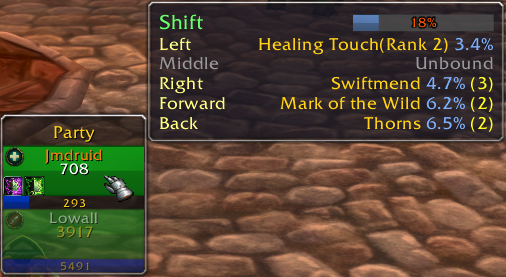 Shift 18%
Left Healing Touch(Rank 2) 3.4%
Middle Unbound
Right Swiftmend 4.7% (3)
Forward Mark of the Wild 6.2% (2)
Back Thorns 6.5% (2)
Party
Jmdruid
708
293
Lowall
3917
5491